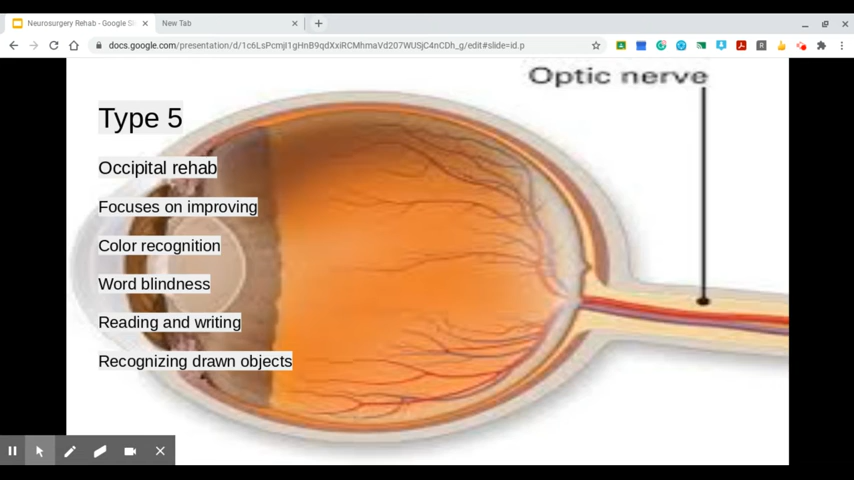 Neurosurgery Rehab - Google Sl
New Tab
docs.google.com/presentation/d/1c6LsPcmjI1gHnB9qdXxiRCMhmaVd207WUSjC4nCDh_g/edit#slide=id.p
Optic nerve
Type 5
Occipital rehab
Focuses on improving
Color recognition
Word blindness
Reading and writing
Recognizing drawn objects